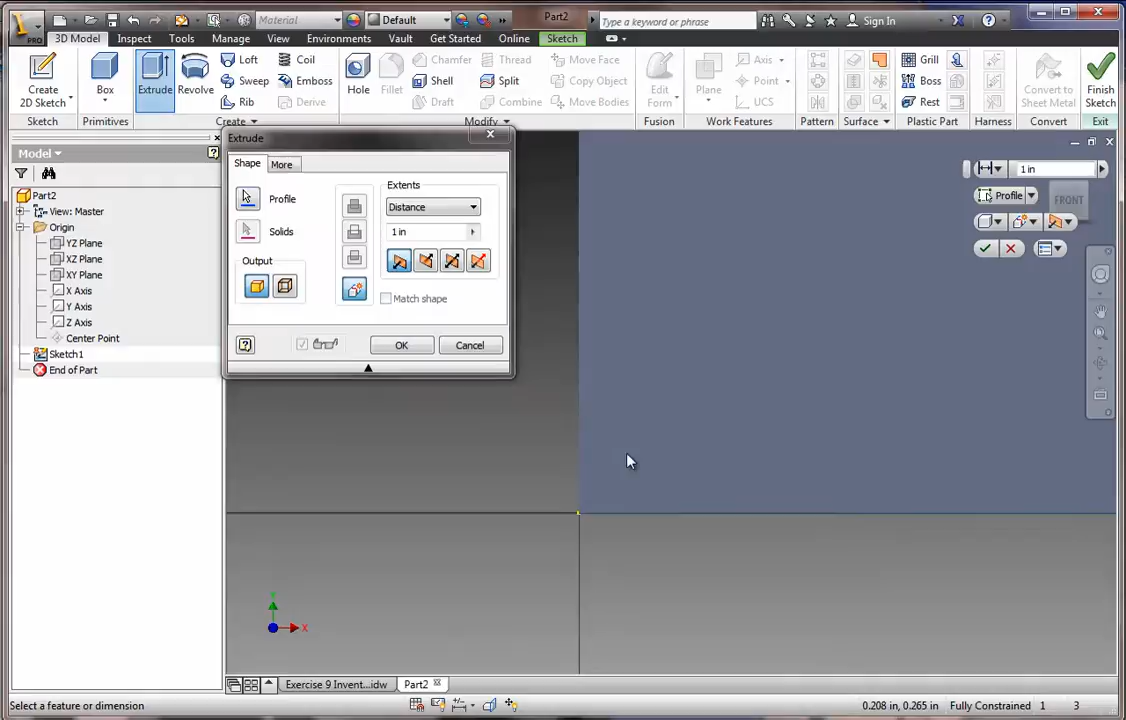 PRO
Material
Default
Part2
Type a keyword or phrase
Sign In
3D Model Inspect Tools Manage View Environments Vault Get Started Online Sketch
Create
2D Sketch
Box
Extrude
Revolve
Loft
Sweep
Rib
Coil
Emboss
Derive
Hole
Fillet
Chamfer
Shell
Draft
Thread
Split
Combine
Move Face
Copy Object
Move Bodies
Edit
Form
Plane
Axis
Point
UCS
Grill
Boss
Rest
Convert to
Sheet Metal
Finish
Sketch
Sketch Primitives Create Modify Fusion Work Features Pattern Surface Plastic Part Harness Convert Exit
Model
Part2
View: Master
Origin
YZ Plane
XZ Plane
XY Plane
X Axis
Y Axis
Z Axis
Center Point
Sketch1
End of Part
Extrude
Shape More
Profile
Solids
Output
Extents
Distance
1 in
Match shape
OK Cancel
1 in
Profile
FRONT
Y
X
Exercise 9 Invent...idw Part2
Select a feature or dimension
0.208 in, 0.265 in Fully Constrained 1 3